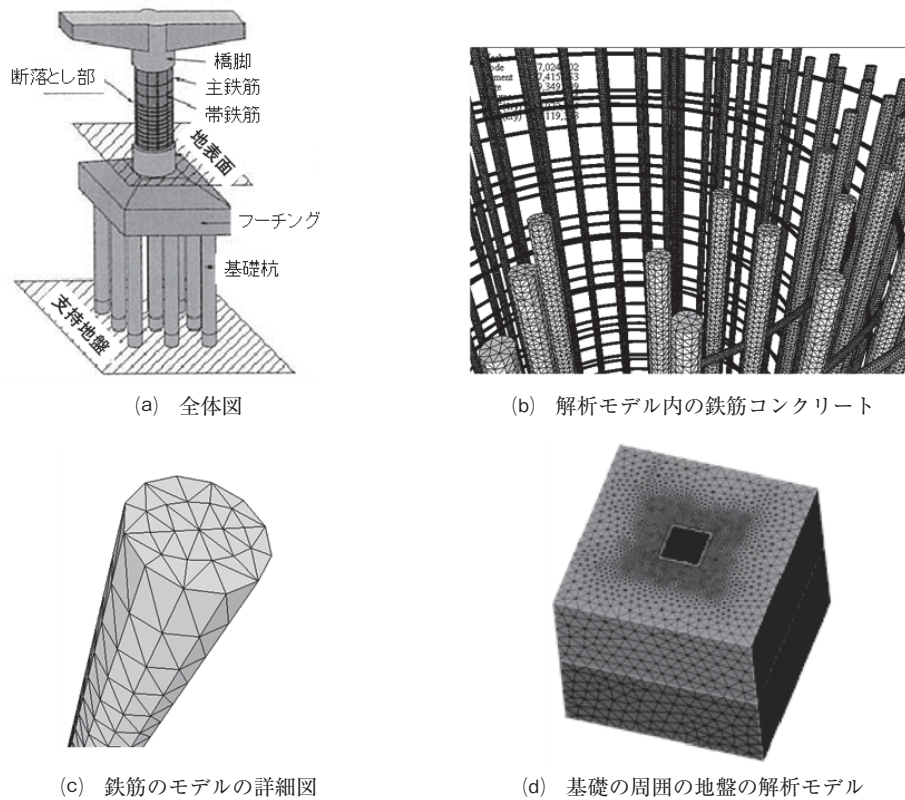 橋脚
断落とし部
主鉄筋
帯鉄筋
地表面
フーチング
基礎杭
支持地盤
(a) 全体図
(b) 解析モデル内の鉄筋コンクリート
(c) 鉄筋のモデルの詳細図
(d) 基礎の周囲の地盤の解析モデル